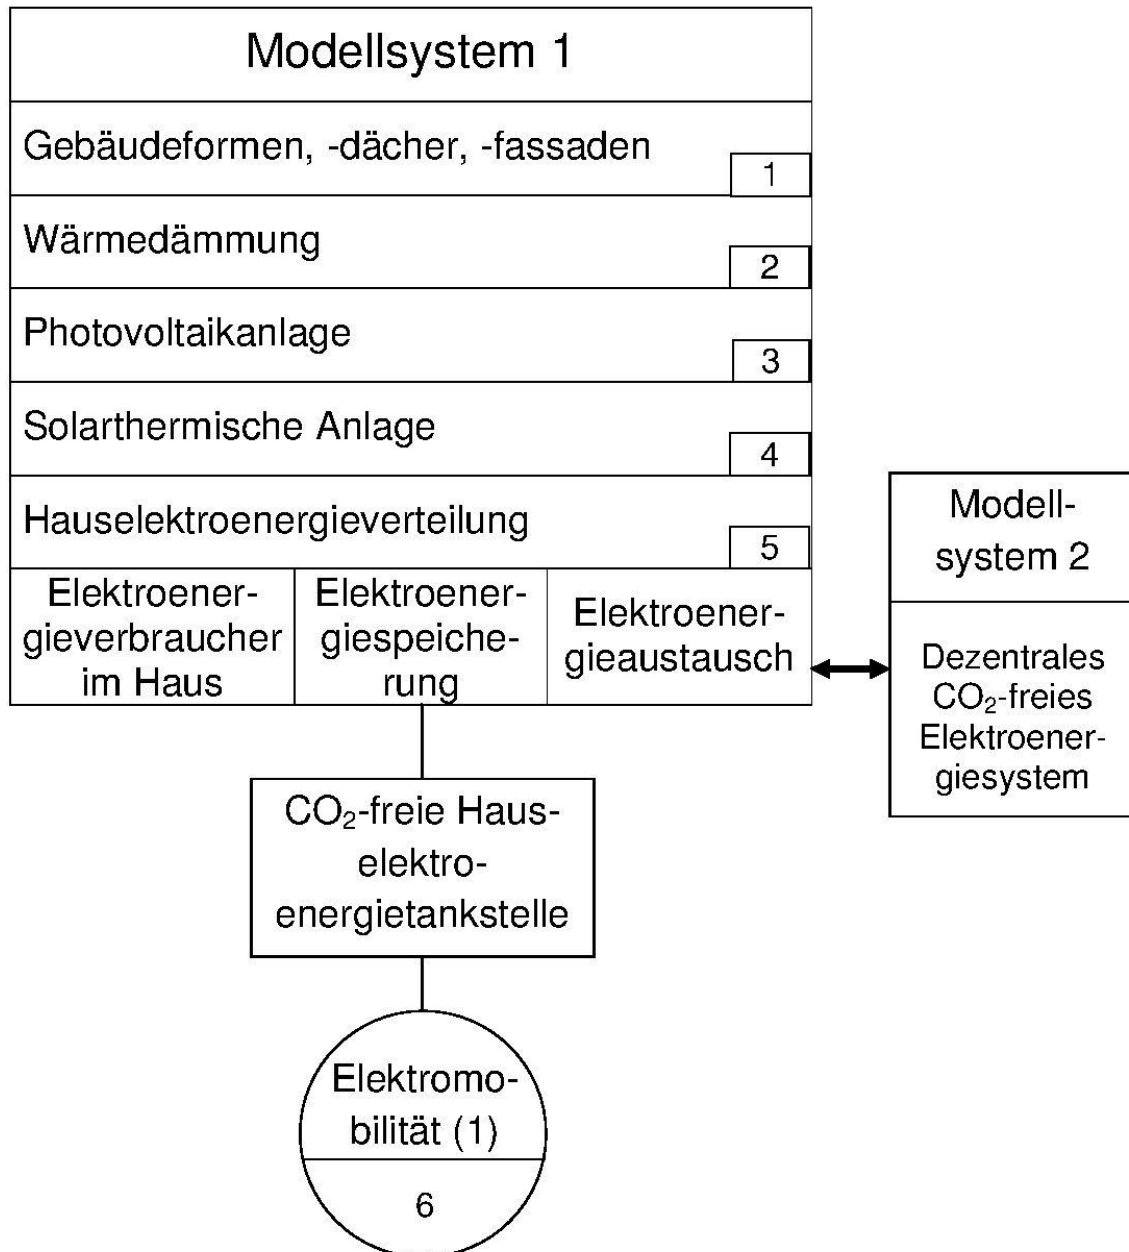 Modellsystem 1
Gebäudeformen, -dächer, -fassaden
1
Wärmedämmung
2
Photovoltaikanlage
3
Solarthermische Anlage
4
Hauselektroenergieverteilung
5
Elektroener-
gieverbraucher
im Haus
Elektroener-
giespeiche-
rung
Elektroener-
gieaustausch
Modell-
system 2
Dezentrales
CO₂-freies
Elektroener-
giesystem
CO₂-freie Haus-
elektro-
energietankstelle
Elektromo-
bilität (1)
6